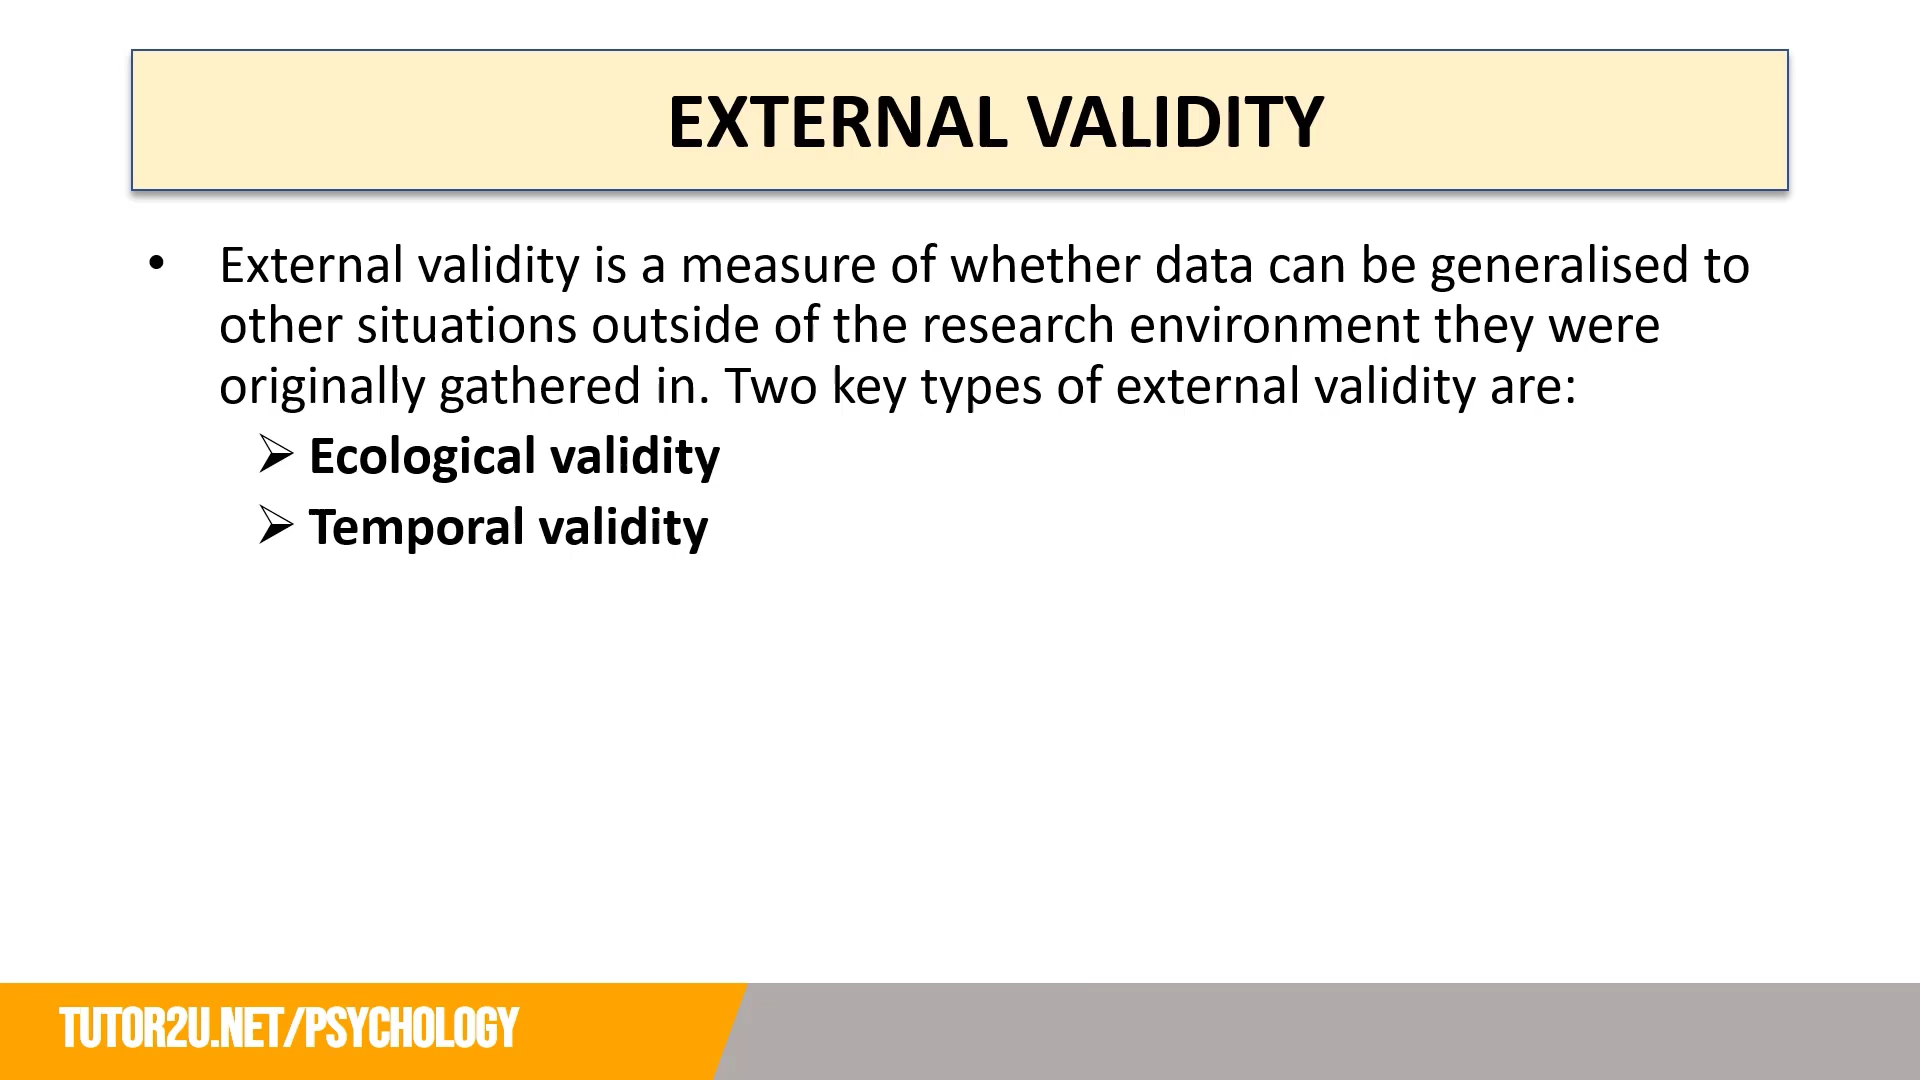 EXTERNAL VALIDITY
• External validity is a measure of whether data can be generalised to
other situations outside of the research environment they were
originally gathered in. Two key types of external validity are:
➢ Ecological validity
➢ Temporal validity
TUTOR2U.NET/PSYCHOLOGY